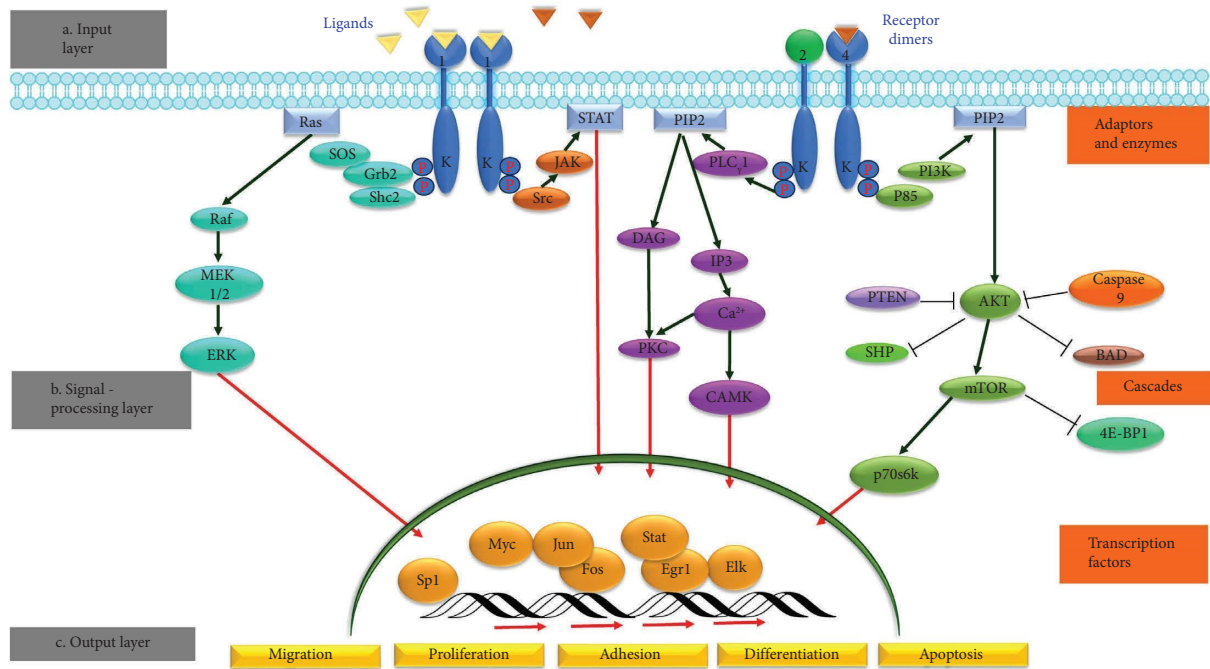 a. Input
layer
Ligands
Receptor
dimers
1
1
2
4
Ras
STAT
PIP2
PIP2
Adaptors
and enzymes
SOS
Grb2
Shc2
P
P
K
K
P
P
JAK
Src
PLCγ1
P
P
K
K
P
P
PI3K
P85
Raf
DAG
IP3
MEK
1/2
Ca²⁺
PTEN
AKT
Caspase
9
ERK
PKC
SHP
BAD
b. Signal -
processing layer
CAMK
mTOR
Cascades
4E-BP1
p70s6k
Myc
Jun
Stat
Sp1
Fos
Egr1
Elk
Transcription
factors
c. Output layer
Migration
Proliferation
Adhesion
Differentiation
Apoptosis